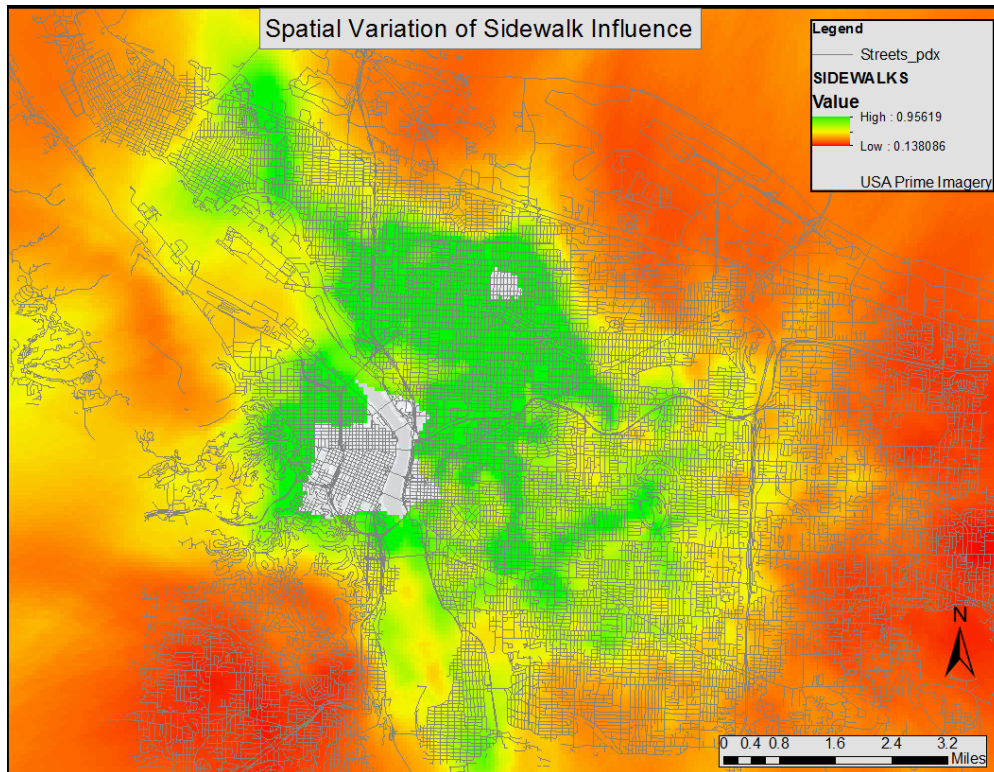 Spatial Variation of Sidewalk Influence
Legend
Streets_pdx
SIDEWALKS
Value
High : 0.95619
Low : 0.138086
USA Prime Imagery
N
0 0.4 0.8 1.6 2.4 3.2
Miles